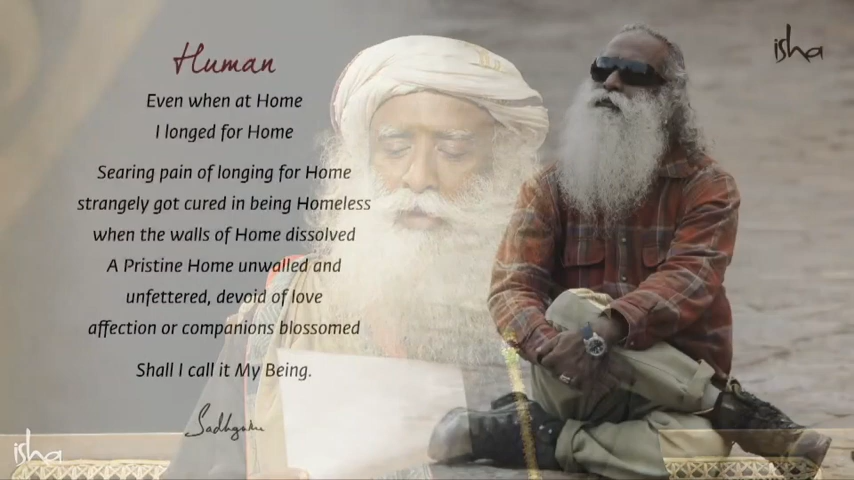 Human
Even when at Home
I longed for Home
Searing pain of longing for Home
strangely got cured in being Homeless
when the walls of Home dissolved
A Pristine Home unwalled and
unfettered, devoid of love
affection or companions blossomed
Shall I call it My Being.
Sadhguru
isha
isha